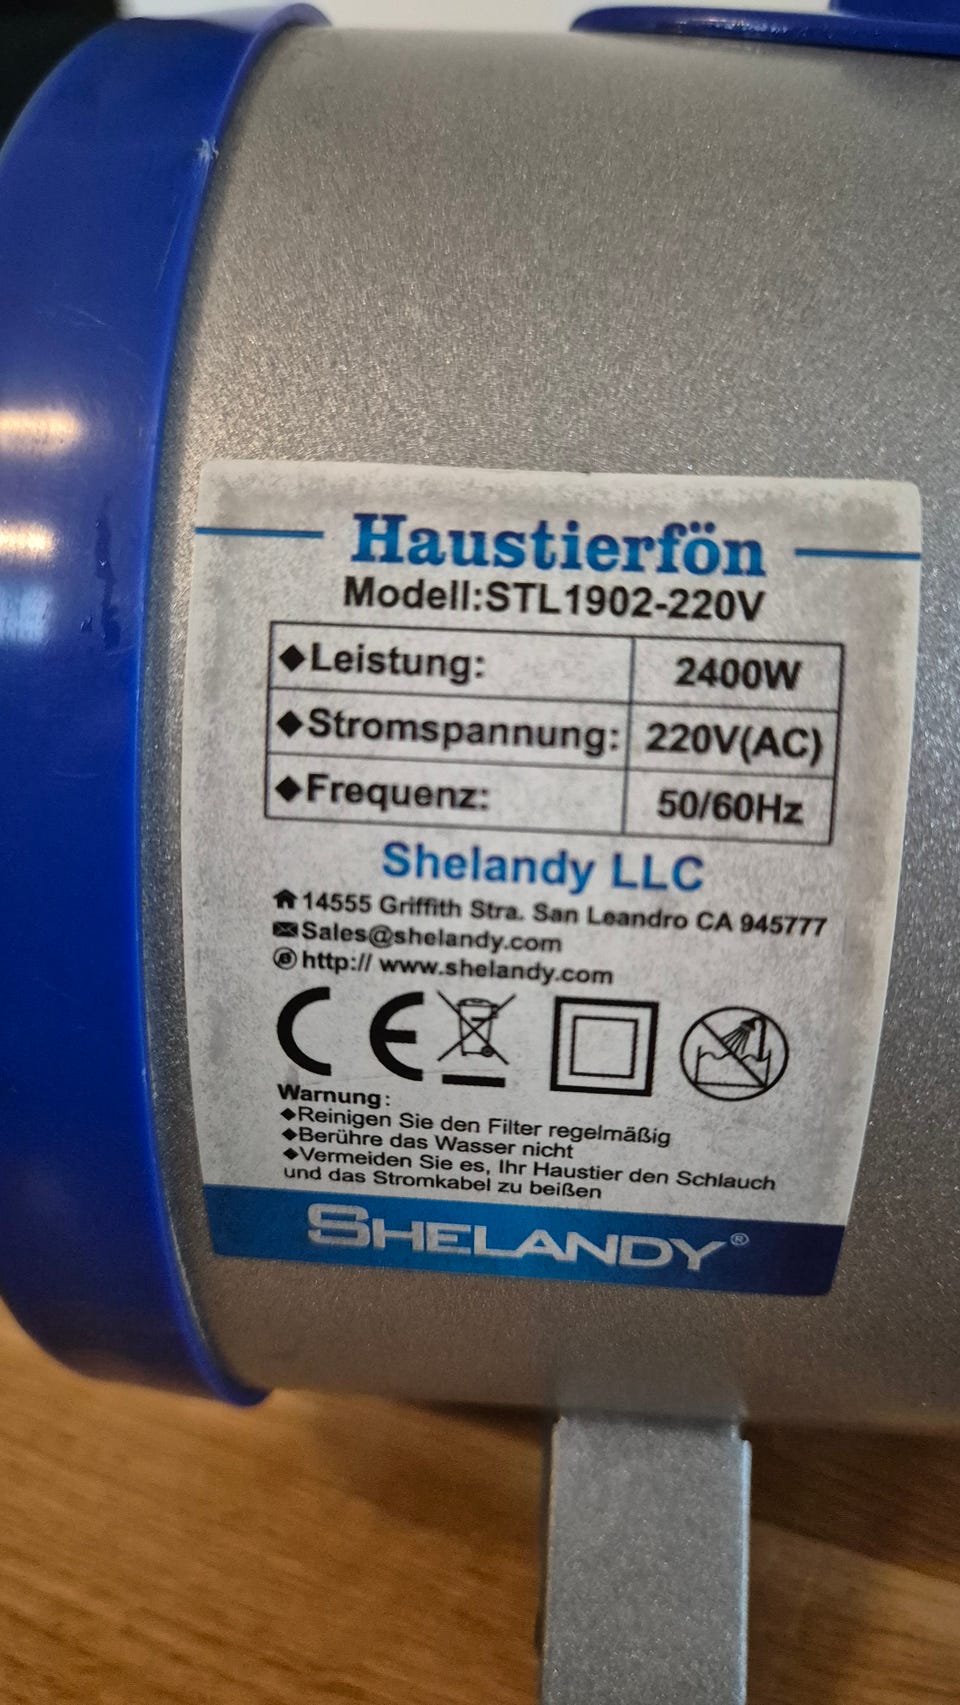 Haustierfön
Modell:STL1902-220V
◆Leistung: 2400W
◆Stromspannung: 220V(AC)
◆Frequenz: 50/60Hz
Shelandy LLC
14555 Griffith Stra. San Leandro CA 945777
Sales@shelandy.com
http:// www.shelandy.com
CE
Warnung:
◆Reinigen Sie den Filter regelmäßig
◆Berühre das Wasser nicht
◆Vermeiden Sie es, Ihr Haustier den Schlauch
und das Stromkabel zu beißen
SHELANDY®